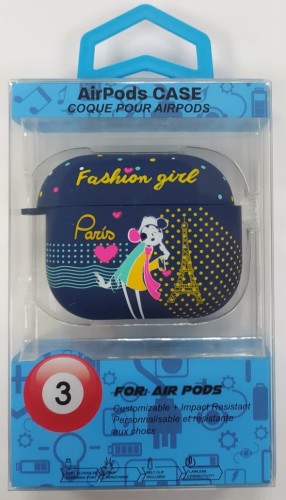 AirPods CASE
COQUE POUR AIRPODS
Fashion girl
Paris
3
FOR: AIR PODS
Customizable + Impact Resistant
Personnalisable et résistante
aux chocs